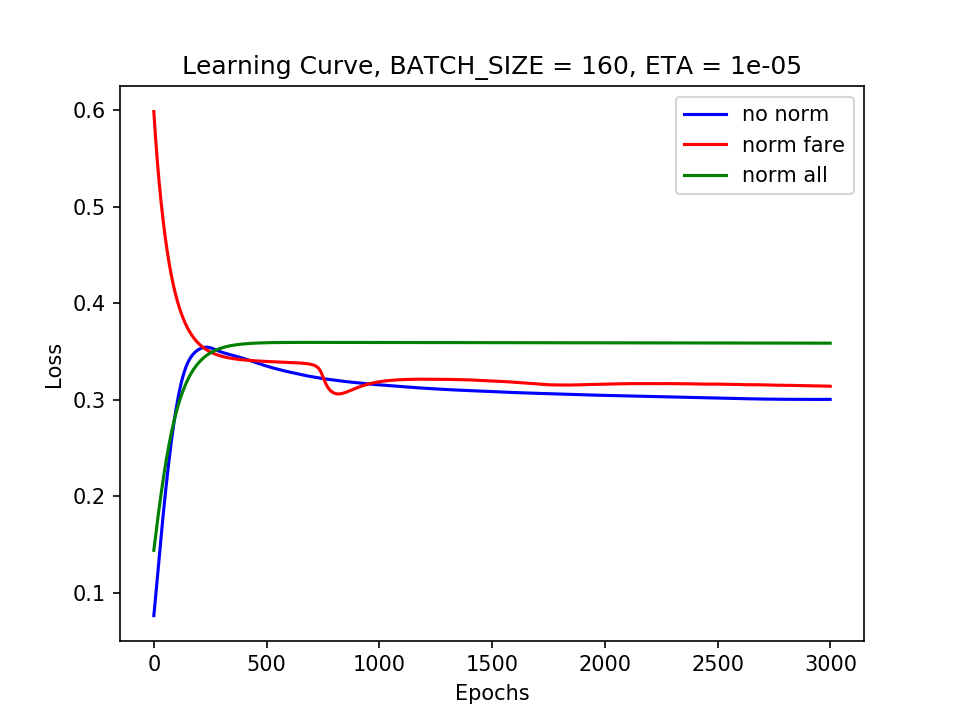 Learning Curve, BATCH_SIZE = 160, ETA = 1e-05
no norm
norm fare
norm all
0.6
0.5
0.4
0.3
0.2
0.1
Loss
0 500 1000 1500 2000 2500 3000
Epochs